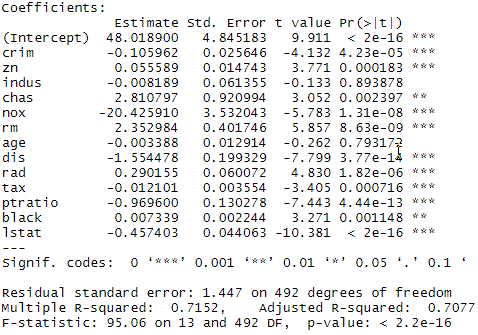 Coefficients:
Estimate Std. Error t value Pr(>|t|)
(Intercept) 48.018900 4.845183 9.911 < 2e-16 ***
crim -0.105962 0.025646 -4.132 4.23e-05 ***
zn 0.055589 0.014743 3.771 0.000183 ***
indus -0.008189 0.061355 -0.133 0.893878
chas 2.810797 0.920994 3.052 0.002397 **
nox -20.425910 3.532043 -5.783 1.31e-08 ***
rm 2.352984 0.401746 5.857 8.63e-09 ***
age -0.003388 0.012914 -0.262 0.793172
dis -1.554478 0.199329 -7.799 3.77e-14 ***
rad 0.290155 0.060072 4.830 1.82e-06 ***
tax -0.012101 0.003554 -3.405 0.000716 ***
ptratio -0.969600 0.130278 -7.443 4.44e-13 ***
black 0.007339 0.002244 3.271 0.001148 **
lstat -0.457403 0.044063 -10.381 < 2e-16 ***
---
Signif. codes: 0 ‘***’ 0.001 ‘**’ 0.01 ‘*’ 0.05 ‘.’ 0.1 ‘
Residual standard error: 1.447 on 492 degrees of freedom
Multiple R-squared: 0.7152, Adjusted R-squared: 0.7077
F-statistic: 95.06 on 13 and 492 DF, p-value: < 2.2e-16